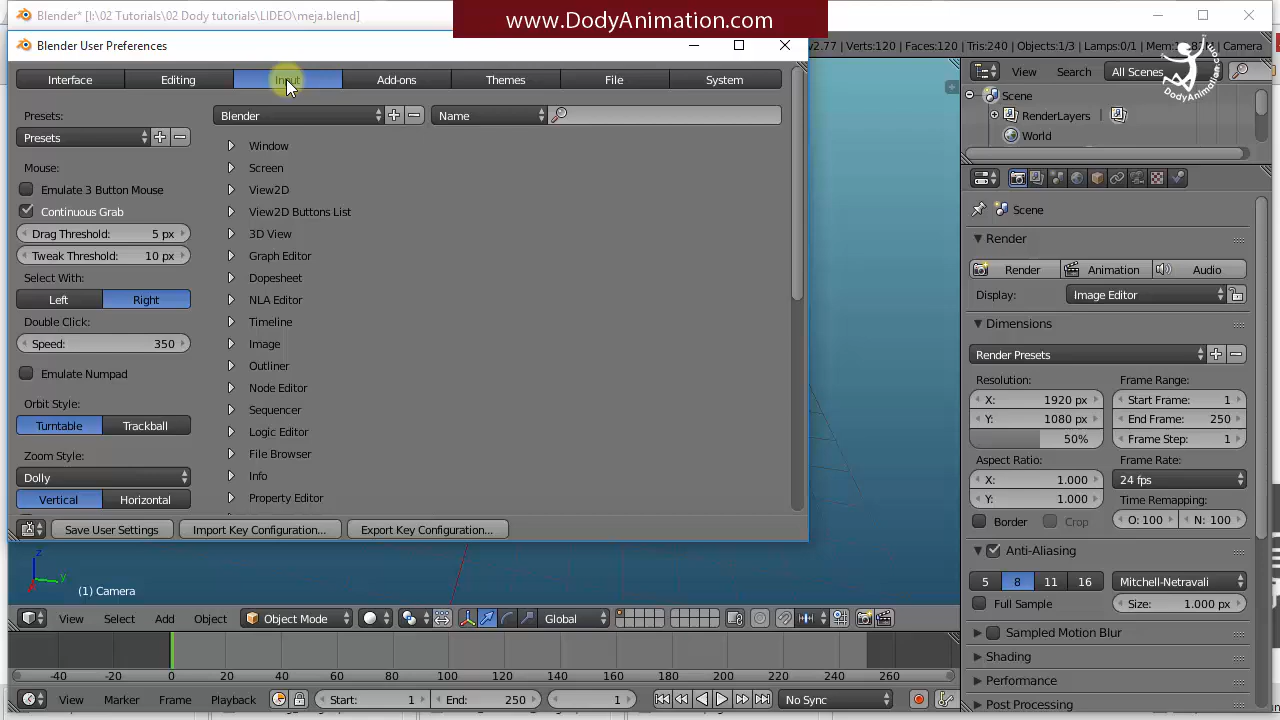 Blender* [I:\02 Tutorials\02 Dody tutorials\LIDEO\meja.blend]
www.DodyAnimation.com
Blender User Preferences
v2.77 | Verts:120 | Faces:120 | Tris:240 | Objects:1/3 | Lamps:0/1 | Camera
Interface
Editing
Input
Add-ons
Themes
File
System
View
Search
All Scenes
DodyAnimation.com
Scene
RenderLayers
World
Presets:
Presets
Blender
Name
Mouse:
Emulate 3 Button Mouse
Continuous Grab
Drag Threshold: 5 px
Tweak Threshold: 10 px
Select With:
Left
Right
Double Click:
Speed: 350
Emulate Numpad
Orbit Style:
Turntable
Trackball
Zoom Style:
Dolly
Vertical
Horizontal
Window
Screen
View2D
View2D Buttons List
3D View
Graph Editor
Dopesheet
NLA Editor
Timeline
Image
Outliner
Node Editor
Sequencer
Logic Editor
File Browser
Info
Property Editor
Save User Settings
Import Key Configuration...
Export Key Configuration...
Scene
Render
Render
Animation
Audio
Display:
Image Editor
Dimensions
Render Presets
Resolution:
X: 1920 px
Y: 1080 px
50%
Frame Range:
Start Frame: 1
End Frame: 250
Frame Step: 1
Aspect Ratio:
X: 1.000
Y: 1.000
Border
Crop
Frame Rate:
24 fps
Time Remapping:
O: 100
N: 100
Anti-Aliasing
5
8
11
16
Mitchell-Netravali
Full Sample
Size: 1.000 px
Sampled Motion Blur
Shading
Performance
Post Processing
z
y
(1) Camera
View
Select
Add
Object
Object Mode
Global
-40 -20 0 20 40 60 80 100 120 140 160 180 200 220 240 260
View
Marker
Frame
Playback
Start: 1
End: 250
1
No Sync